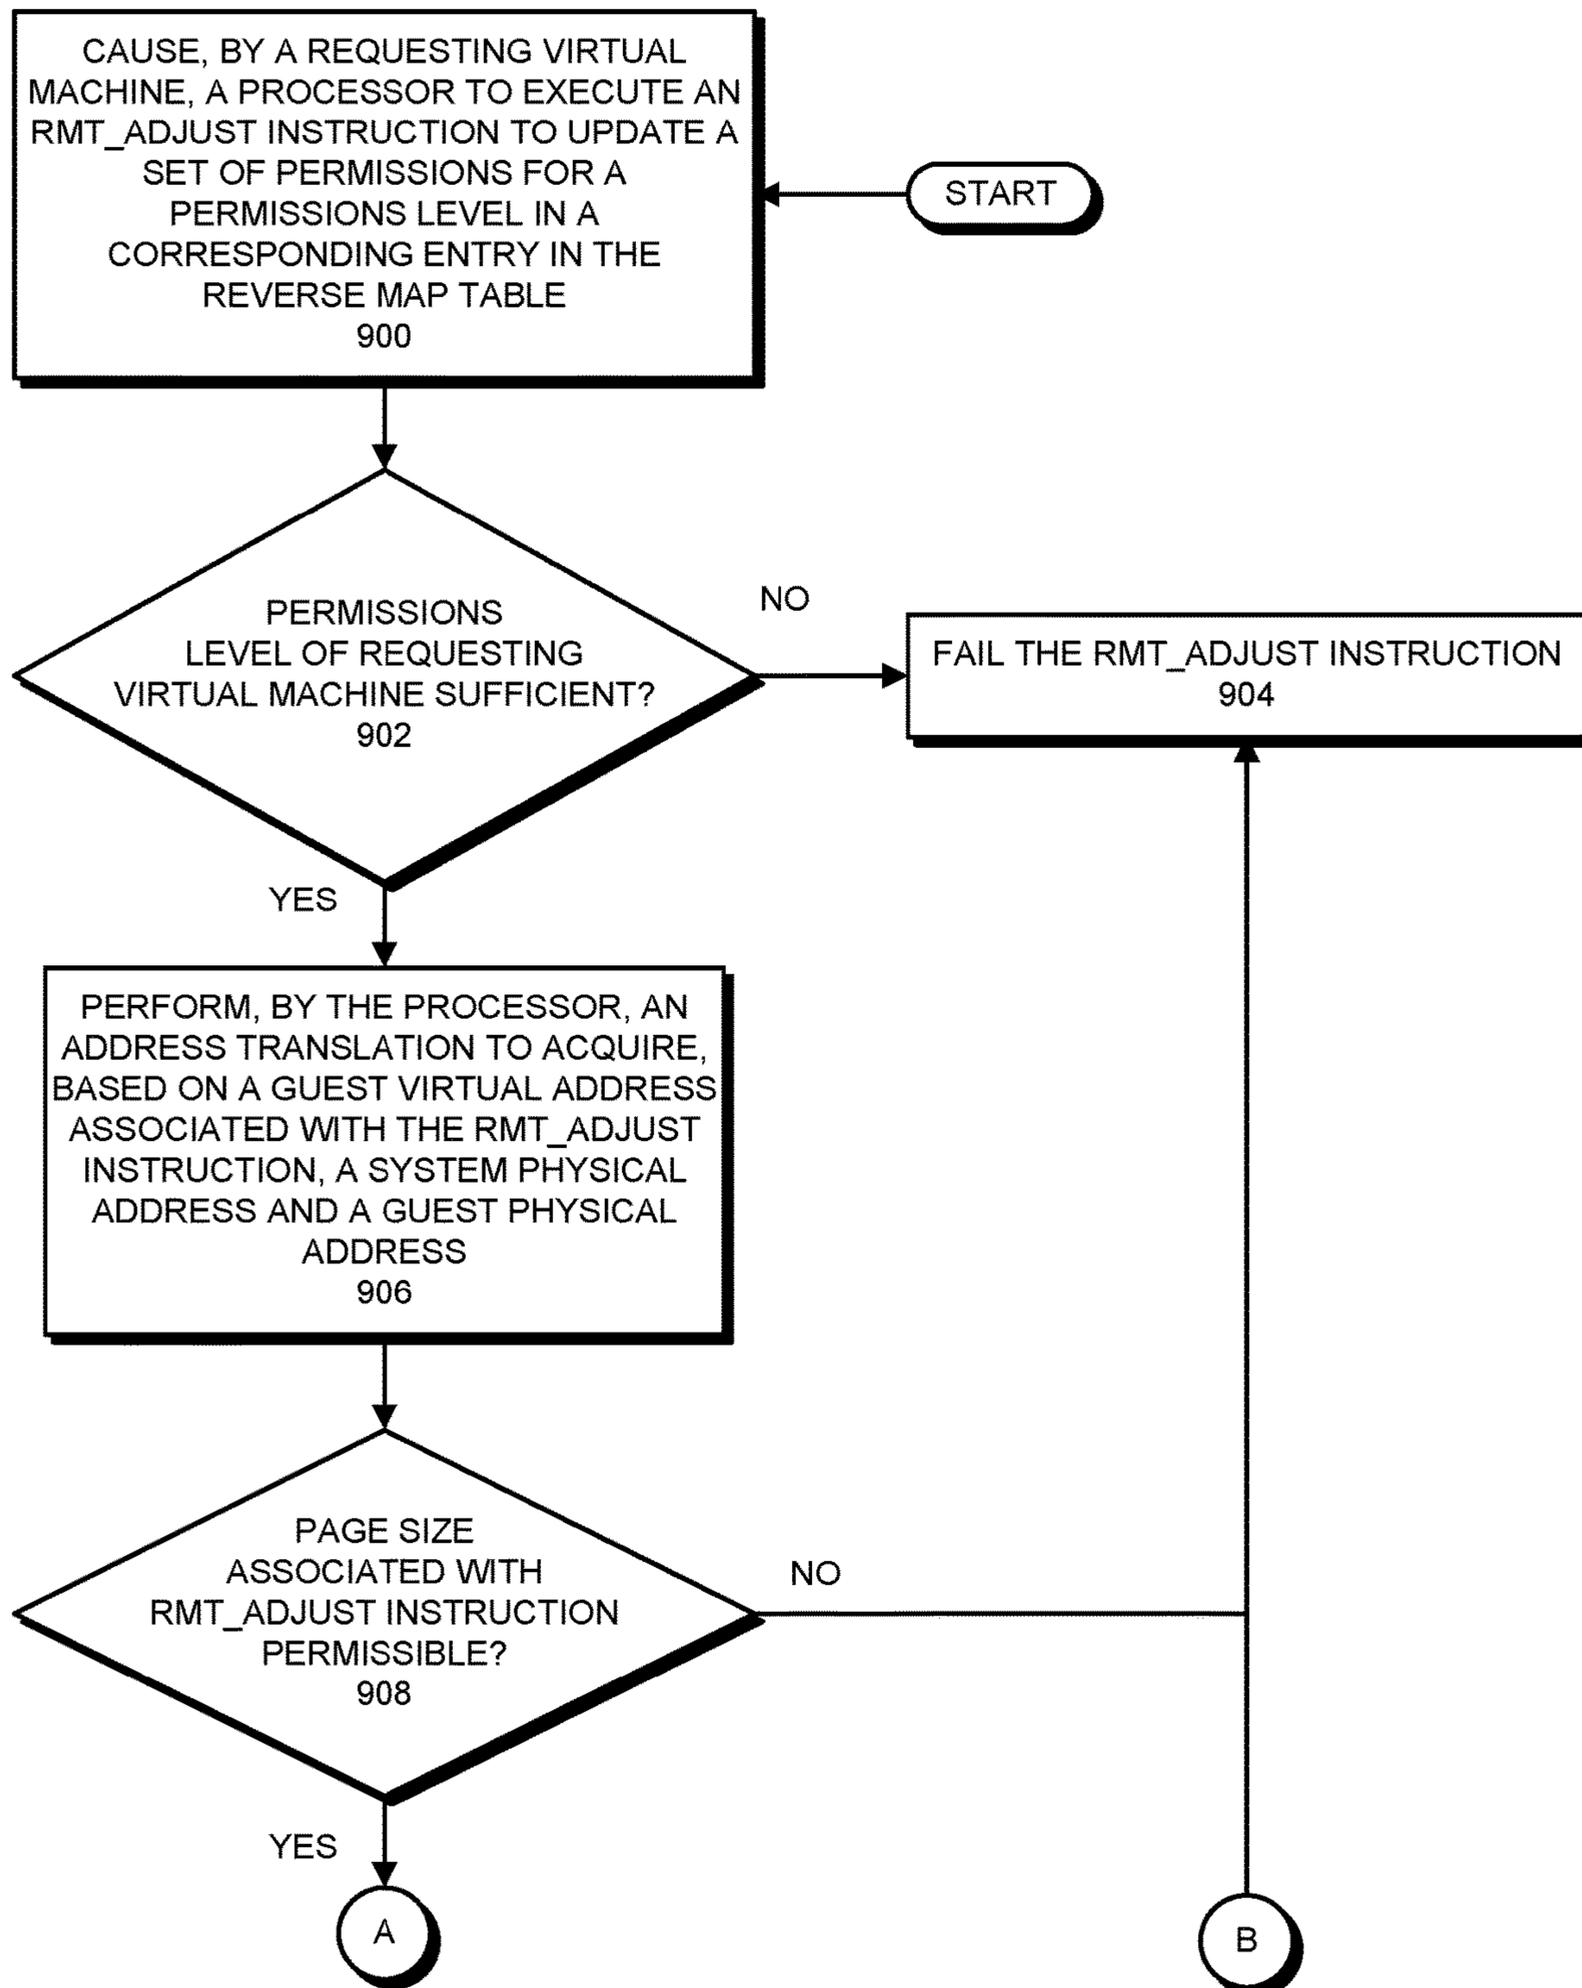 CAUSE, BY A REQUESTING VIRTUAL
MACHINE, A PROCESSOR TO EXECUTE AN
RMT_ADJUST INSTRUCTION TO UPDATE A
SET OF PERMISSIONS FOR A
PERMISSIONS LEVEL IN A
CORRESPONDING ENTRY IN THE
REVERSE MAP TABLE
900
START
PERMISSIONS
LEVEL OF REQUESTING
VIRTUAL MACHINE SUFFICIENT?
902
NO
FAIL THE RMT_ADJUST INSTRUCTION
904
YES
PERFORM, BY THE PROCESSOR, AN
ADDRESS TRANSLATION TO ACQUIRE,
BASED ON A GUEST VIRTUAL ADDRESS
ASSOCIATED WITH THE RMT_ADJUST
INSTRUCTION, A SYSTEM PHYSICAL
ADDRESS AND A GUEST PHYSICAL
ADDRESS
906
PAGE SIZE
ASSOCIATED WITH
RMT_ADJUST INSTRUCTION
PERMISSIBLE?
908
NO
YES
A
B